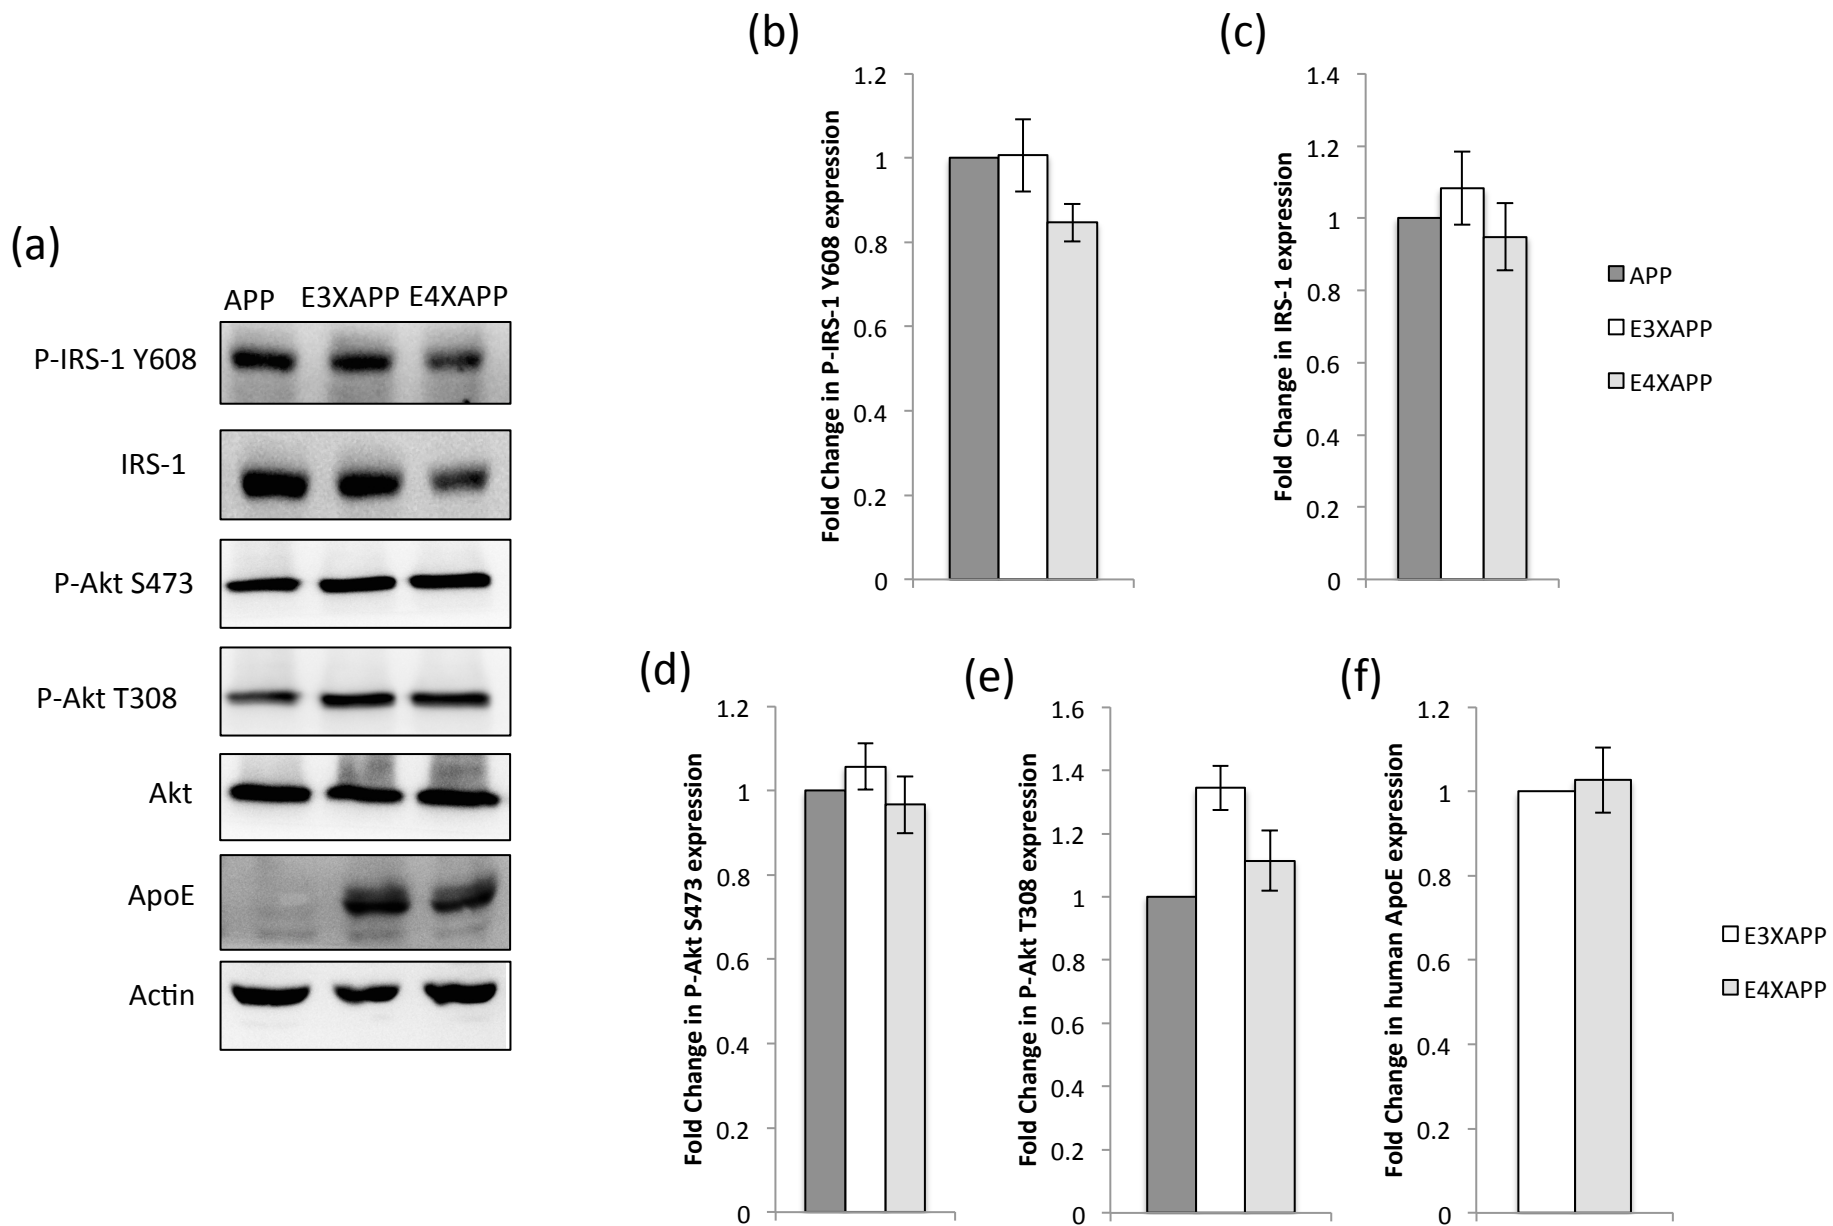 (a)
APP E3XAPP E4XAPP
P-IRS-1 Y608
IRS-1
P-Akt S473
P-Akt T308
Akt
ApoE
Actin
(b)
Fold Change in P-IRS-1 Y608 expression
1.2
1
0.8
0.6
0.4
0.2
0
(c)
Fold Change in IRS-1 expression
1.4
1.2
1
0.8
0.6
0.4
0.2
0
APP
E3XAPP
E4XAPP
(d)
Fold Change in P-Akt S473 expression
1.2
1
0.8
0.6
0.4
0.2
0
(e)
Fold Change in P-Akt T308 expression
1.6
1.4
1.2
1
0.8
0.6
0.4
0.2
0
(f)
Fold Change in human ApoE expression
1.2
1
0.8
0.6
0.4
0.2
0
E3XAPP
E4XAPP